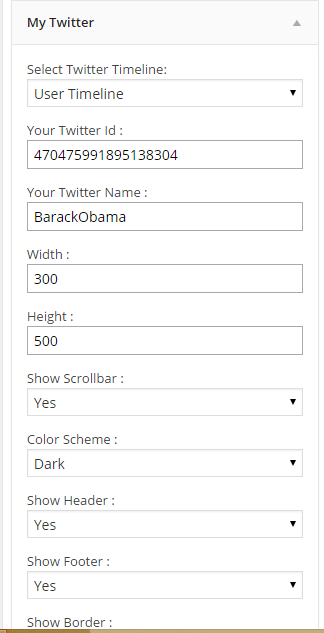 My Twitter
Select Twitter Timeline:
User Timeline
Your Twitter Id :
470475991895138304
Your Twitter Name :
BarackObama
Width :
300
Height :
500
Show Scrollbar :
Yes
Color Scheme :
Dark
Show Header :
Yes
Show Footer :
Yes
Show Border :